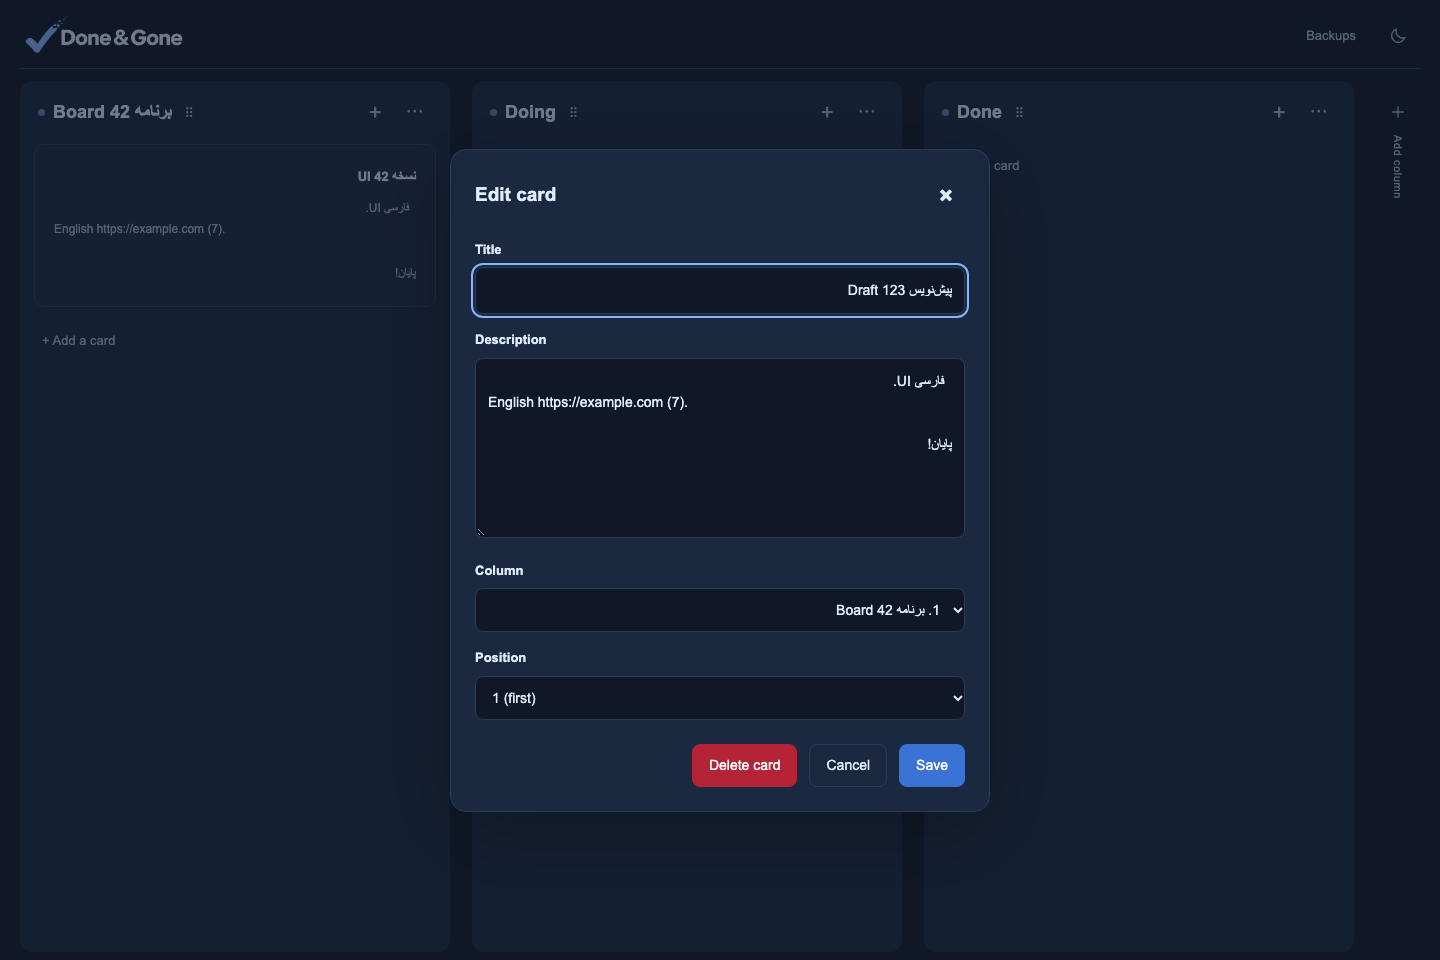 Done & Gone
Backups
Board 42 برنامه
Doing
Done
Add column
نسخه UI 42
فارسی UI.
English https://example.com (7).
پایان!
+ Add a card
card
Edit card
Title
پیش‌نویس Draft 123
Description
فارسی UI.
English https://example.com (7).
پایان!
Column
1. برنامه Board 42
Position
1 (first)
Delete card
Cancel
Save